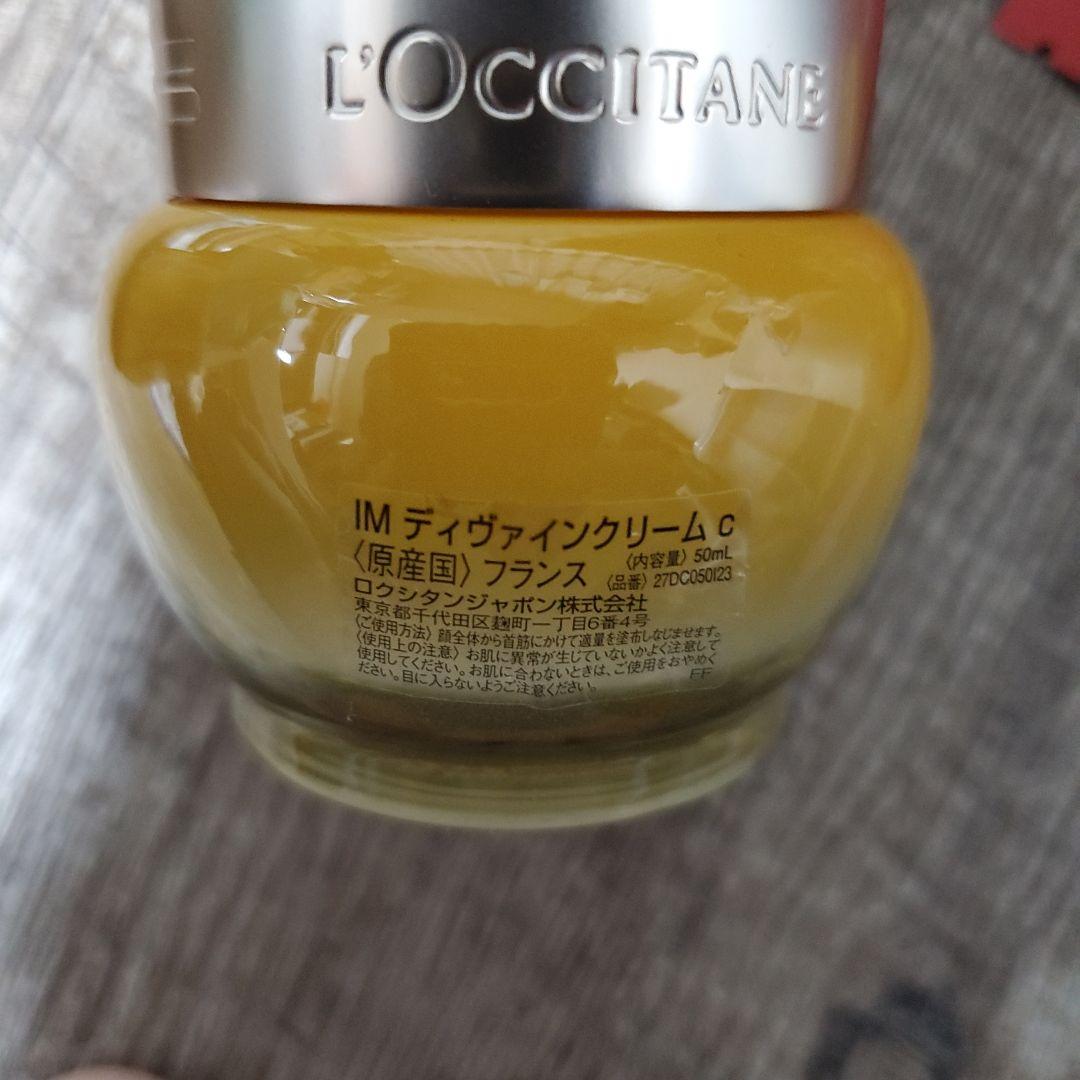 L'OCCITANE
IM ディヴァインクリーム c
〈原産国〉フランス 〈内容量〉50mL
〈品番〉27DC050I23
ロクシタンジャポン株式会社
東京都千代田区麹町一丁目6番4号
〈ご使用方法〉顔全体から首筋にかけて適量を塗布しなじませます。
〈使用上の注意〉お肌に異常が生じていないかよく注意して
使用してください。お肌に合わないときは、ご使用をおやめく
ださい。目に入らないようご注意ください。